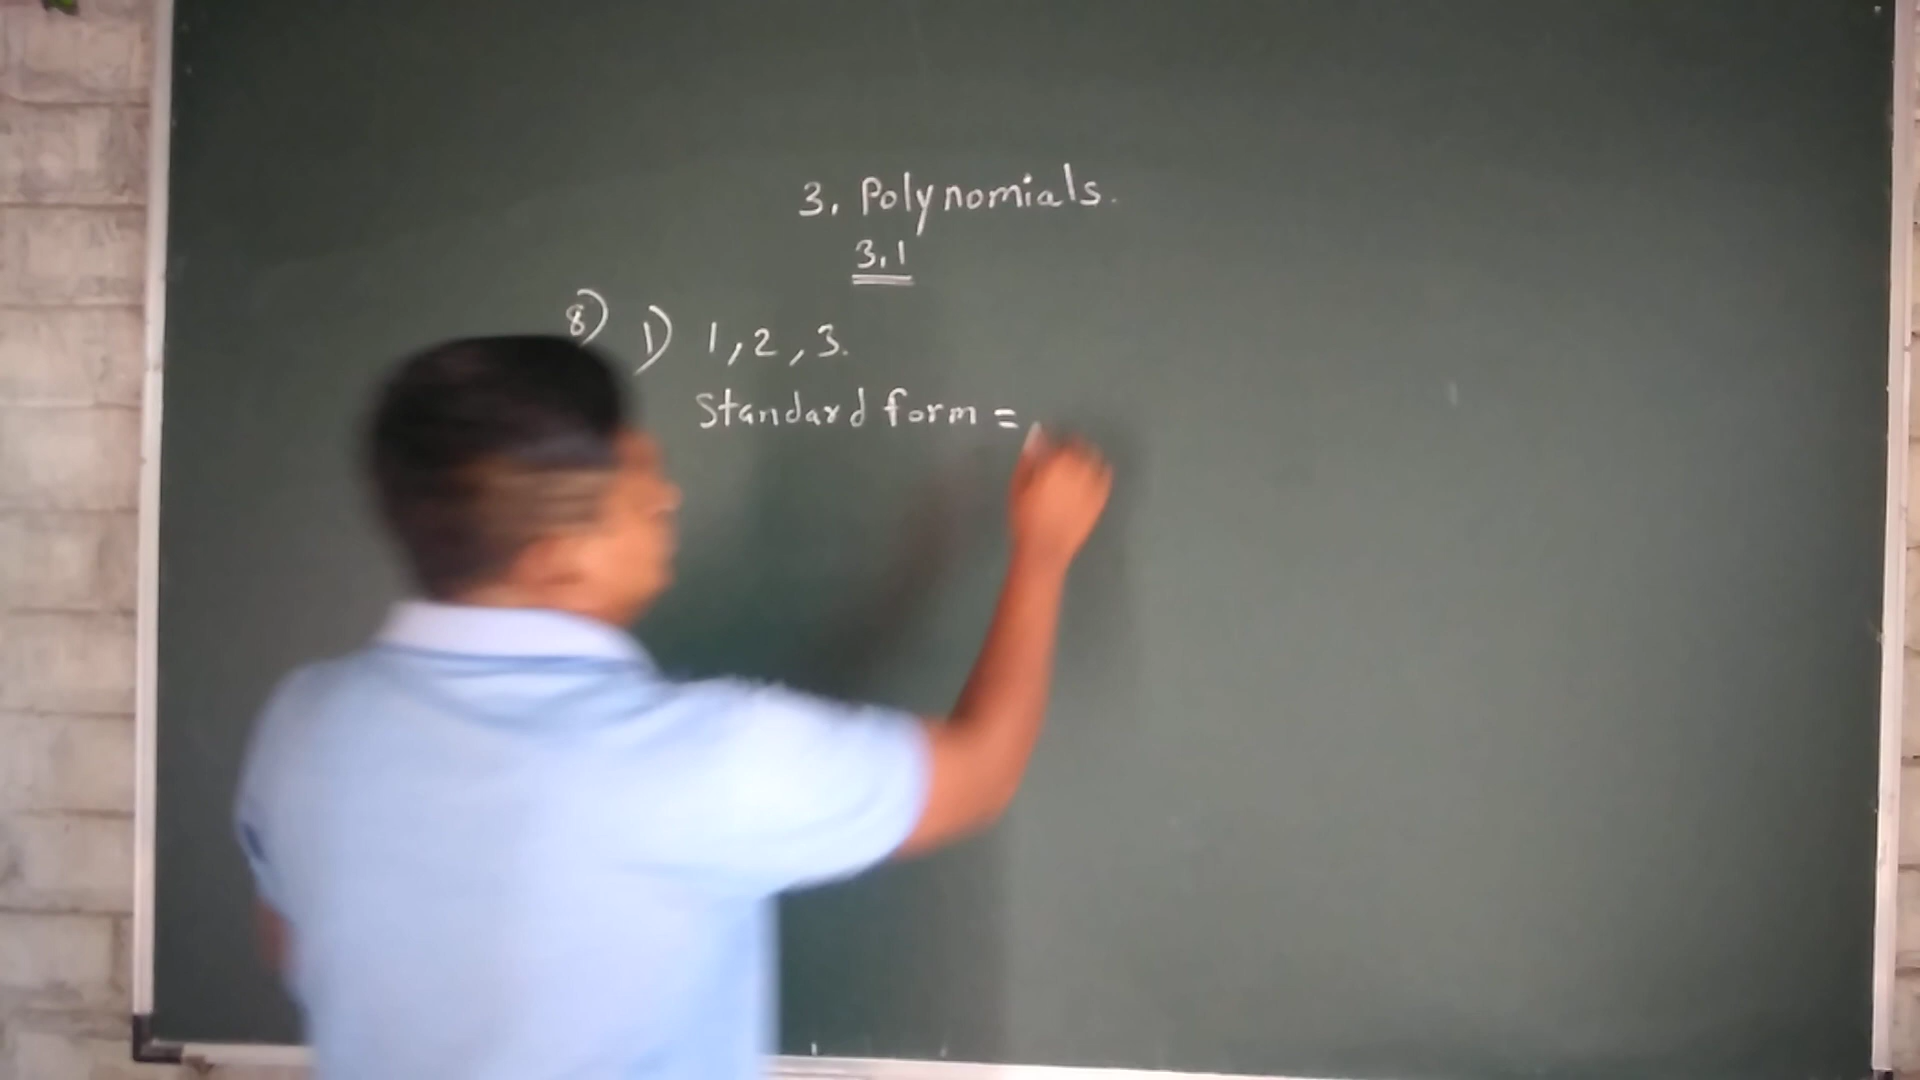 3. Polynomials.
3.1
8) 1) 1, 2, 3.
Standard form =